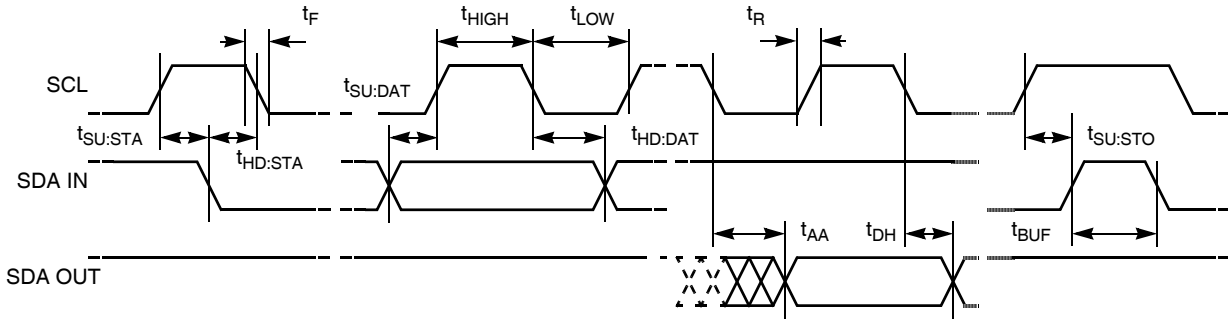 tF
tHIGH
tLOW
tR
SCL
tSU:DAT
tSU:STA
tHD:STA
tHD:DAT
tSU:STO
SDA IN
tAA
tDH
tBUF
SDA OUT